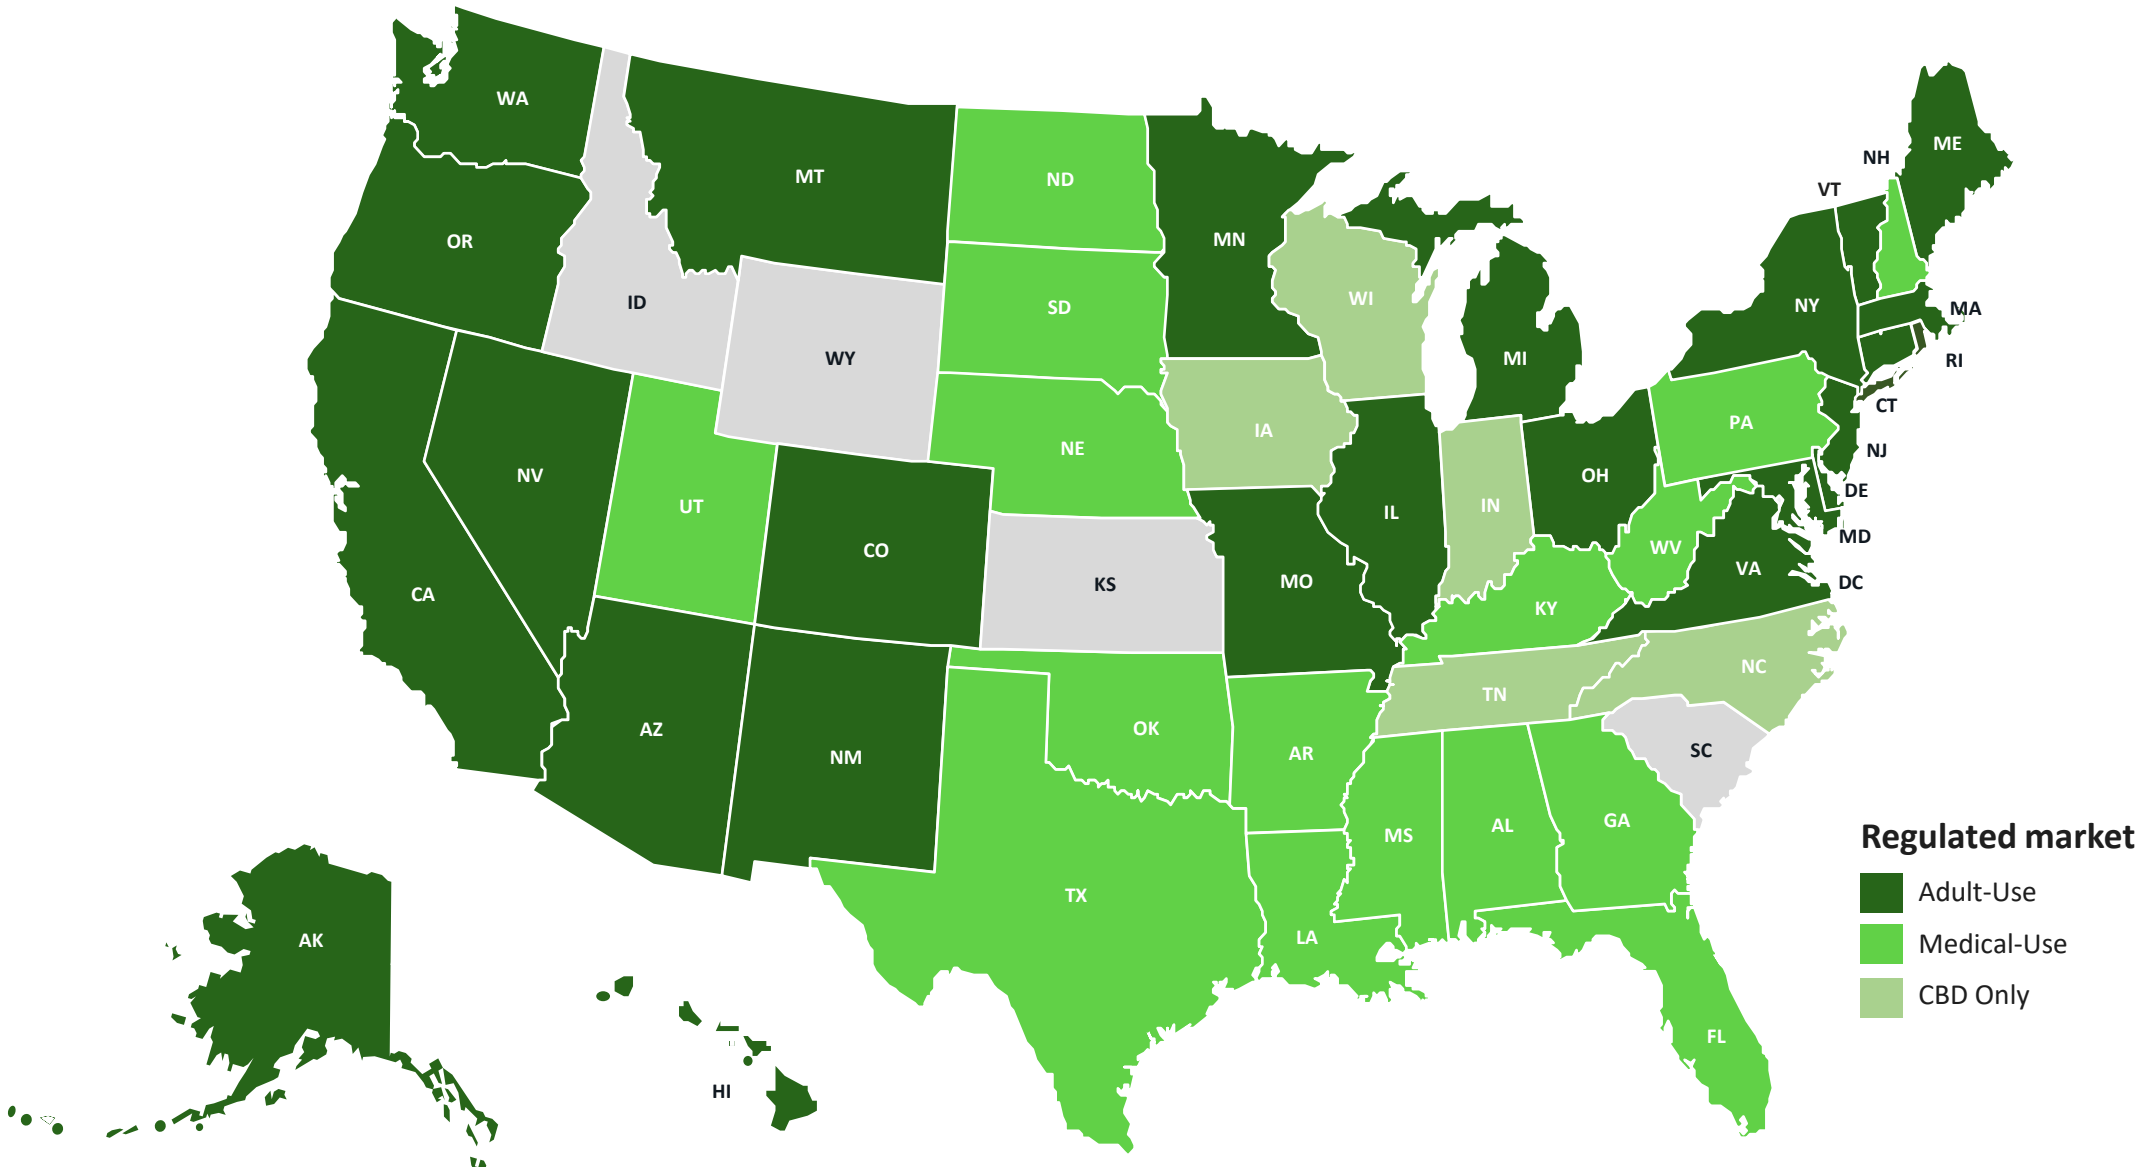 WA
ME
NH
MT
ND
VT
MN
OR
WI
ID
SD
NY
MA
WY
MI
RI
CT
PA
IA
NE
NJ
NV
OH
DE
UT
IN
IL
MD
WV
CO
VA
MO
DC
KS
CA
KY
NC
TN
AZ
OK
SC
AR
NM
GA
AL
MS
Regulated market
Adult-Use
TX
LA
AK
Medical-Use
CBD Only
FL
HI